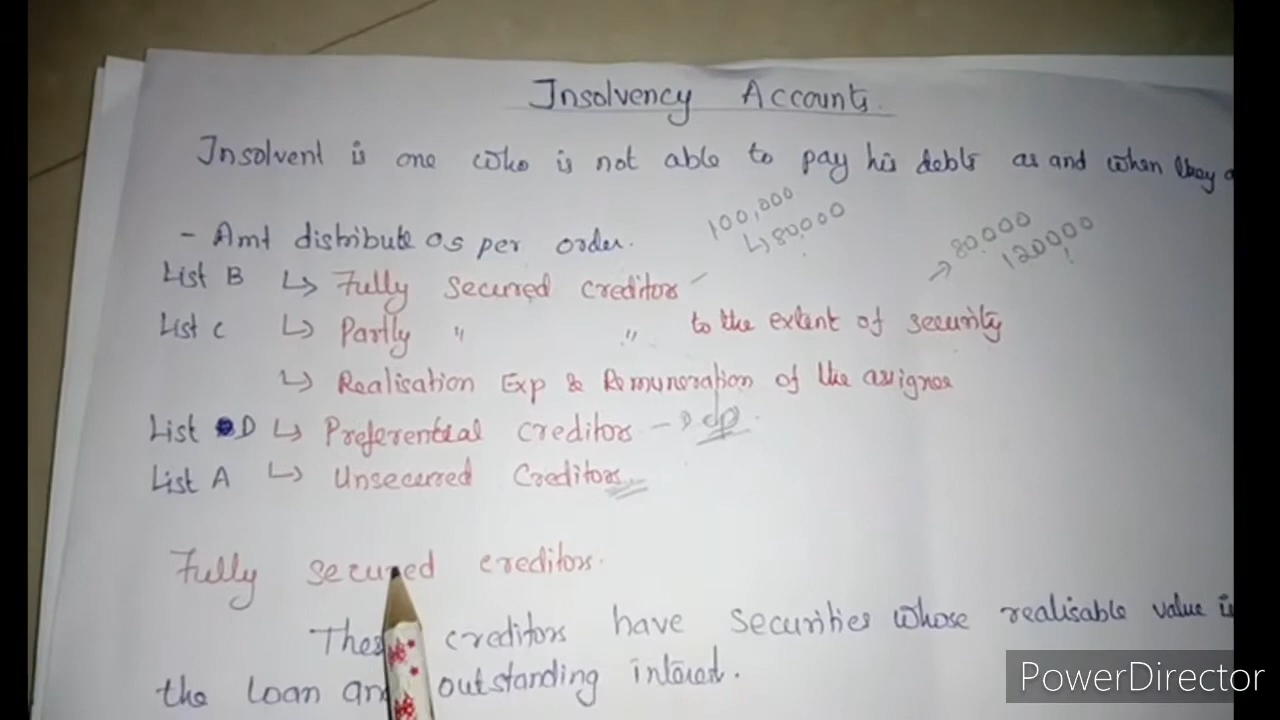 Insolvency Accounts.
Insolvent is one who is not able to pay his debts as and when they
100,000
↳ 80,000
→ 80,000
120000
- Amt distribute as per order.
List B ↳ Fully secured creditors -
List C ↳ Partly " " to the extent of security
↳ Realisation Exp & Remuneration of the assignee
List D ↳ Preferential creditors -
List A ↳ Unsecured Creditors
Fully secured creditors.
creditors have securities whose realisable value is
the loan outstanding interest.
PowerDirector